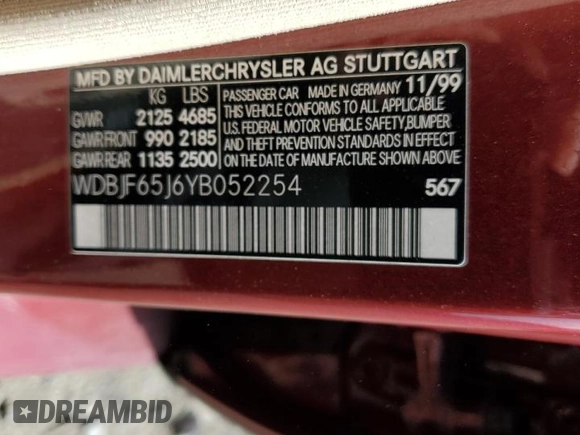 MFD BY DAIMLERCHRYSLER AG STUTTGART
KG LBS
GVWR 2125 4685
GAWR FRONT 990 2185
GAWR REAR 1135 2500
PASSENGER CAR MADE IN GERMANY 11/99
THIS VEHICLE CONFORMS TO ALL APPLICABLE
U.S. FEDERAL MOTOR VEHICLE SAFETY, BUMPER
AND THEFT PREVENTION STANDARDS IN EFFECT
ON THE DATE OF MANUFACTURE SHOWN ABOVE
WDBJF65J6YB052254
567
DREAMBID